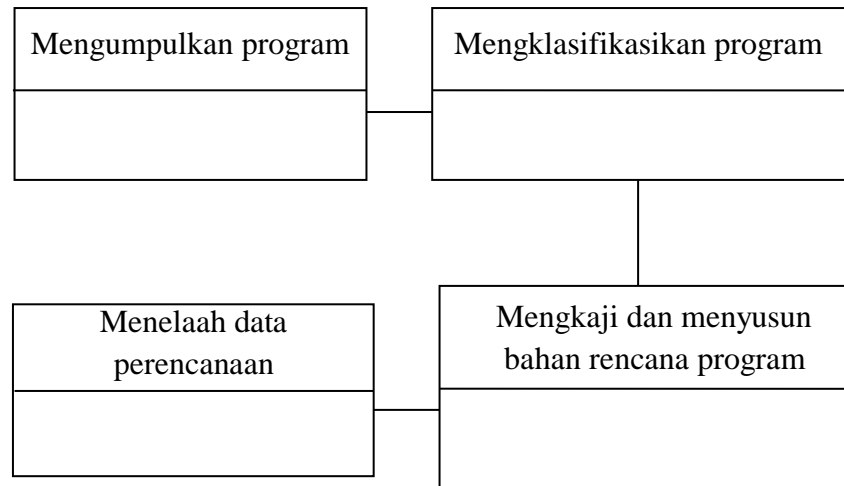 Mengumpulkan program
Mengklasifikasikan program
Menelaah data
perencanaan
Mengkaji dan menyusun
bahan rencana program